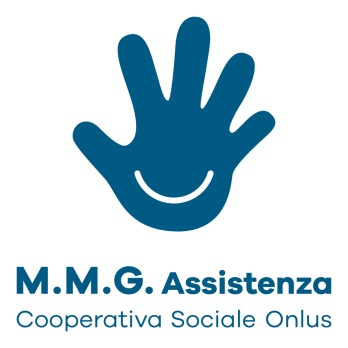 M.M.G. Assistenza
Cooperativa Sociale Onlus